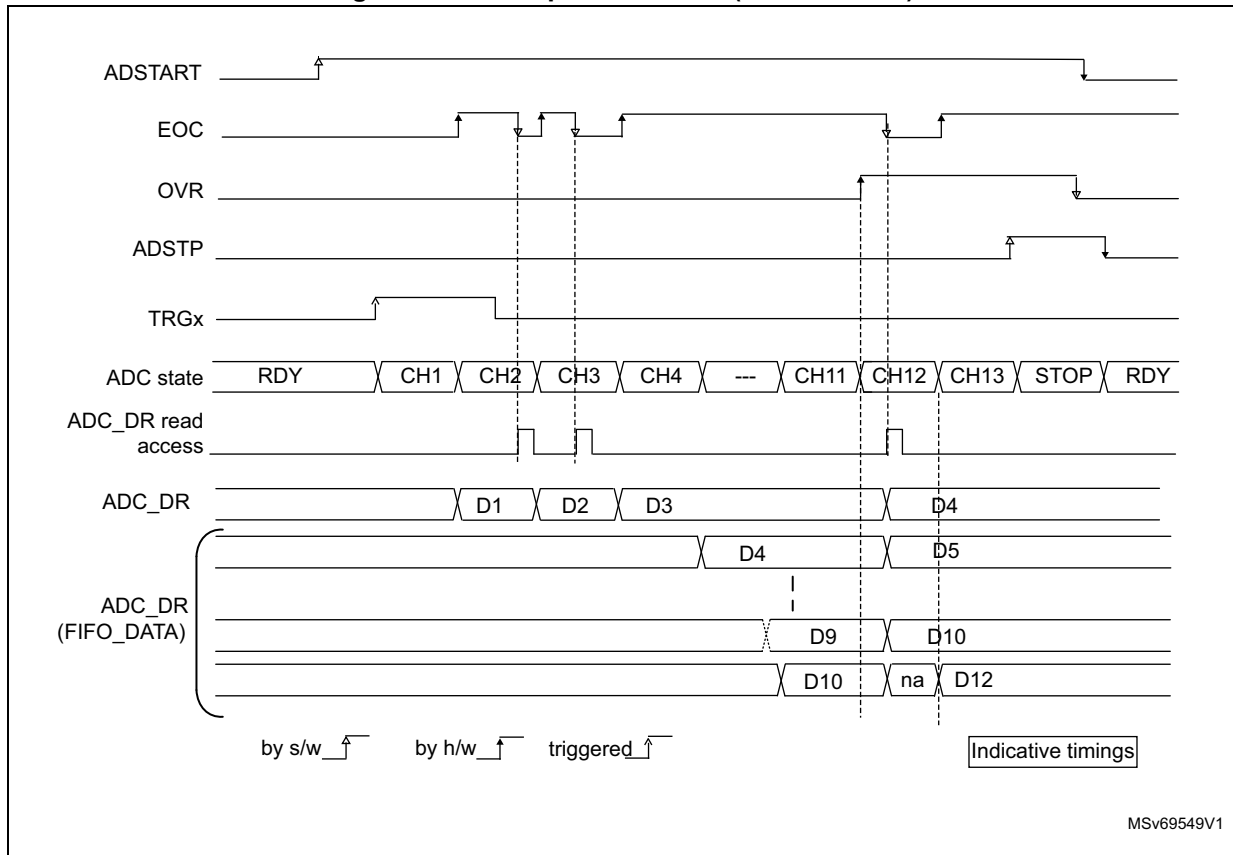 ADSTART
EOC
OVR
ADSTP
TRGx
ADC state RDY CH1 CH2 CH3 CH4 --- CH11 CH12 CH13 STOP RDY
ADC_DR read
access
ADC_DR D1 D2 D3 D4
D4 D5
ADC_DR
(FIFO_DATA)
D9 D10
D10 na D12
by s/w by h/w triggered Indicative timings
MSv69549V1